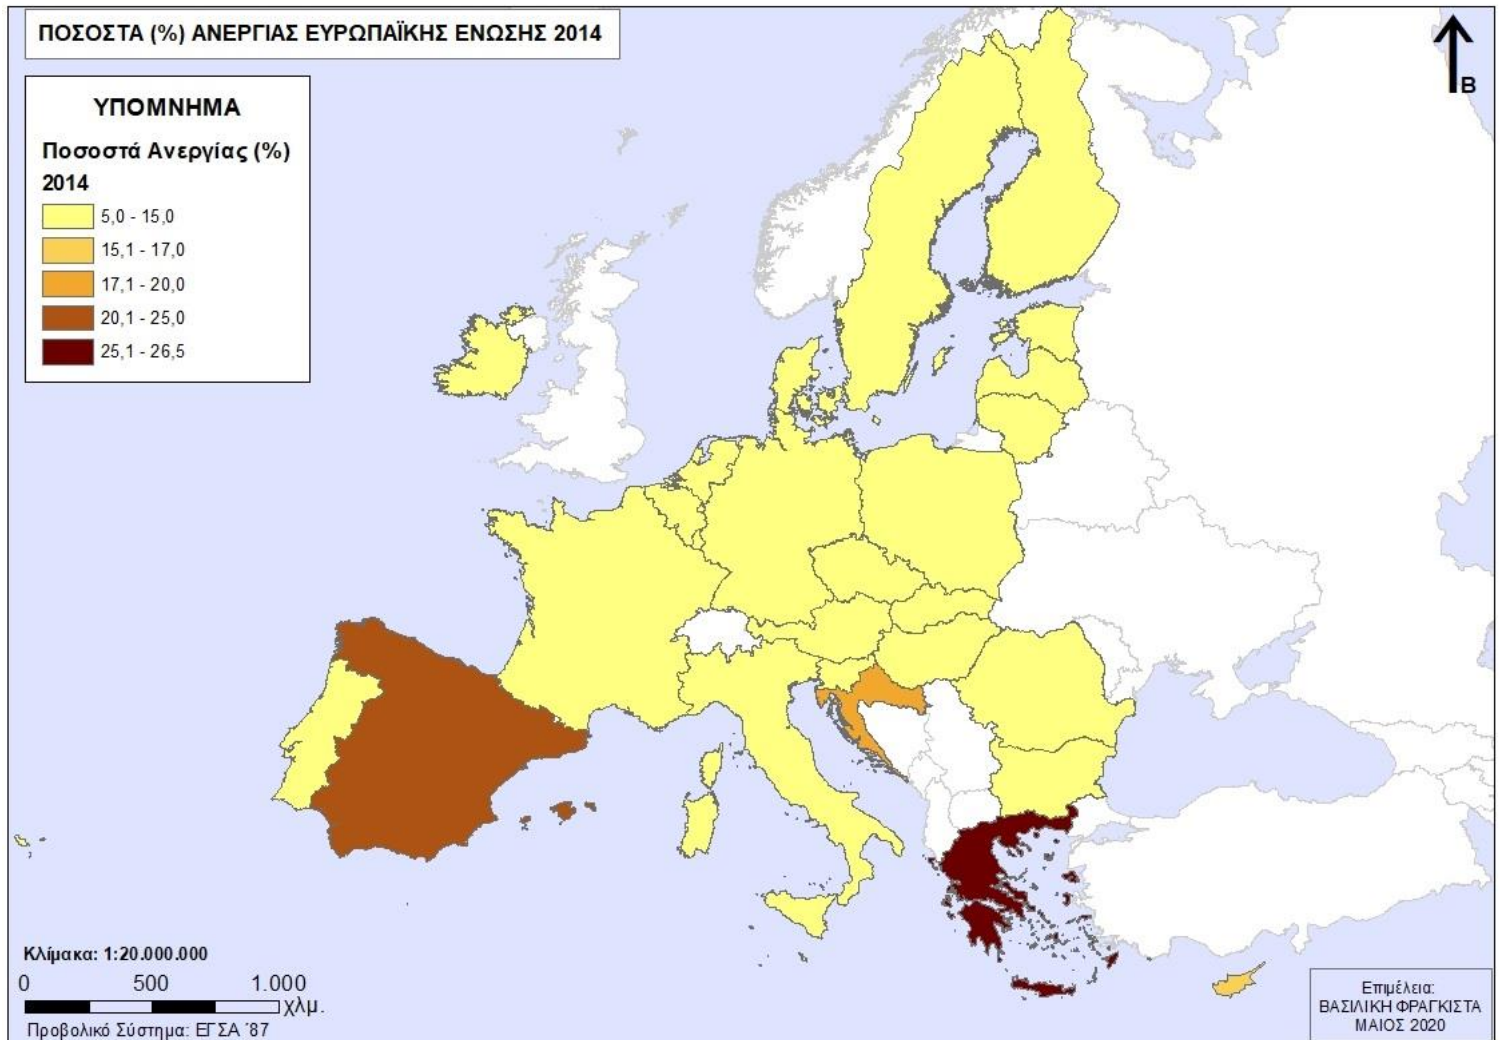 ΠΟΣΟΣΤΑ (%) ΑΝΕΡΓΙΑΣ ΕΥΡΩΠΑΪΚΗΣ ΕΝΩΣΗΣ 2014
ΥΠΟΜΝΗΜΑ
Ποσοστά Ανεργίας (%)
2014
5,0 - 15,0
15,1 - 17,0
17,1 - 20,0
20,1 - 25,0
25,1 - 26,5
Β
Κλίμακα: 1:20.000.000
0 500 1.000
χλμ.
Προβολικό Σύστημα: ΕΓΣΑ ΄87
Επιμέλεια:
ΒΑΣΙΛΙΚΗ ΦΡΑΓΚΙΣΤΑ
ΜΑΙΟΣ 2020